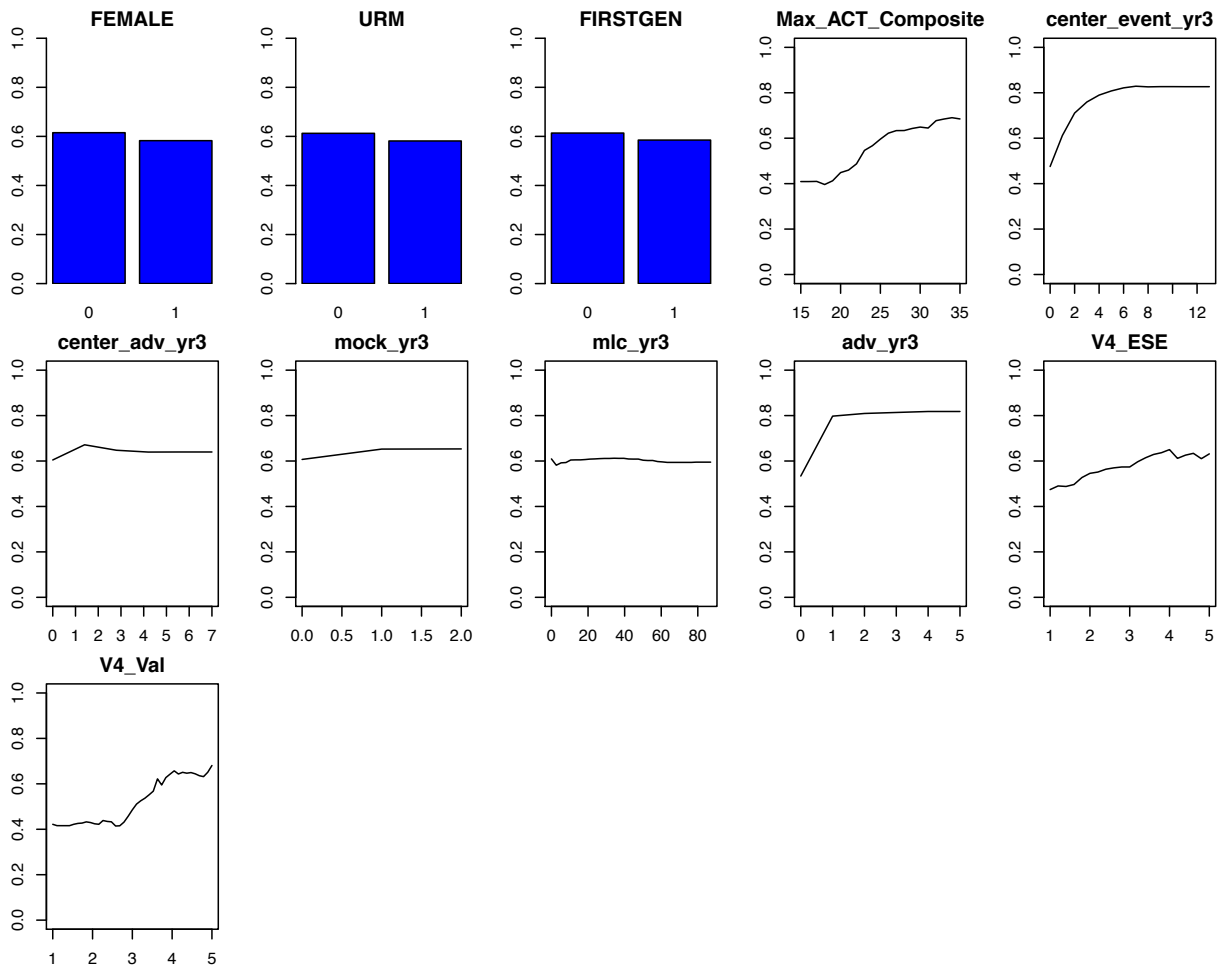 FEMALE
0.0 0.2 0.4 0.6 0.8 1.0
0 1
URM
0.0 0.2 0.4 0.6 0.8 1.0
0 1
FIRSTGEN
0.0 0.2 0.4 0.6 0.8 1.0
0 1
Max_ACT_Composite
0.0 0.2 0.4 0.6 0.8 1.0
15 20 25 30 35
center_event_yr3
0.0 0.2 0.4 0.6 0.8 1.0
0 2 4 6 8 12
center_adv_yr3
0.0 0.2 0.4 0.6 0.8 1.0
0 1 2 3 4 5 6 7
mock_yr3
0.0 0.2 0.4 0.6 0.8 1.0
0.0 0.5 1.0 1.5 2.0
mlc_yr3
0.0 0.2 0.4 0.6 0.8 1.0
0 20 40 60 80
adv_yr3
0.0 0.2 0.4 0.6 0.8 1.0
0 1 2 3 4 5
V4_ESE
0.0 0.2 0.4 0.6 0.8 1.0
1 2 3 4 5
V4_Val
0.0 0.2 0.4 0.6 0.8 1.0
1 2 3 4 5